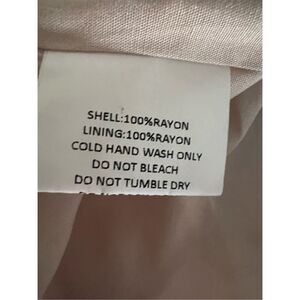 SHELL:100%RAYON
LINING:100%RAYON
COLD HAND WASH ONLY
DO NOT BLEACH
DO NOT TUMBLE DRY